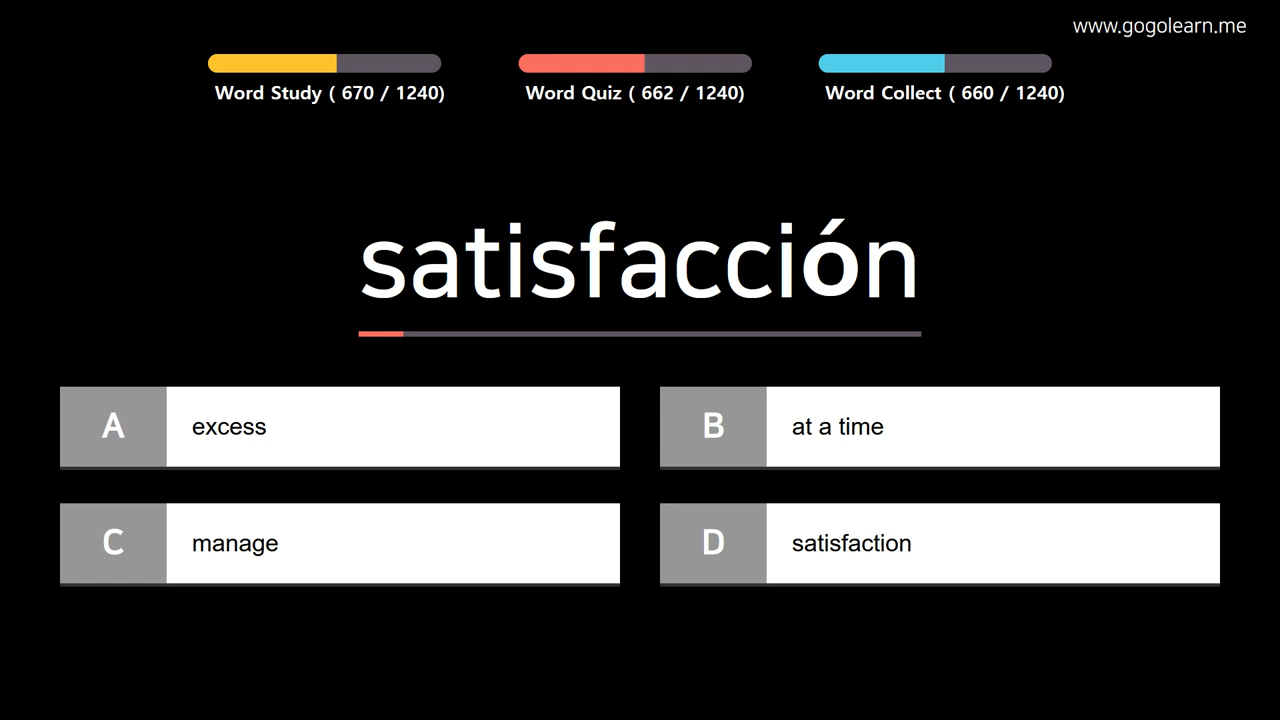 www.gogolearn.me
Word Study ( 670 / 1240)
Word Quiz ( 662 / 1240)
Word Collect ( 660 / 1240)
satisfacción
A excess
B at a time
C manage
D satisfaction